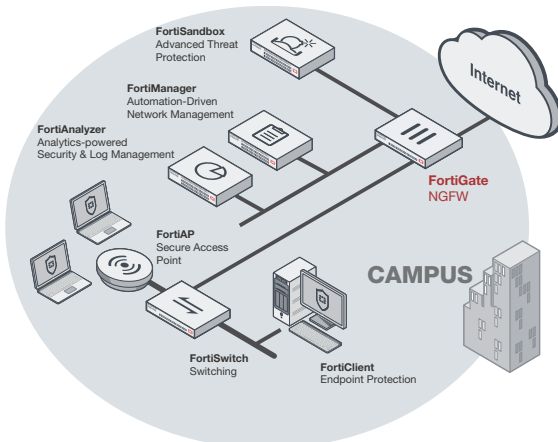 FortiSandbox
Advanced Threat
Protection
FortiManager
Automation-Driven
Network Management
FortiAnalyzer
Analytics-powered
Security & Log Management
Internet
FortiGate
NGFW
FortiAP
Secure Access
Point
CAMPUS
FortiSwitch
Switching
FortiClient
Endpoint Protection